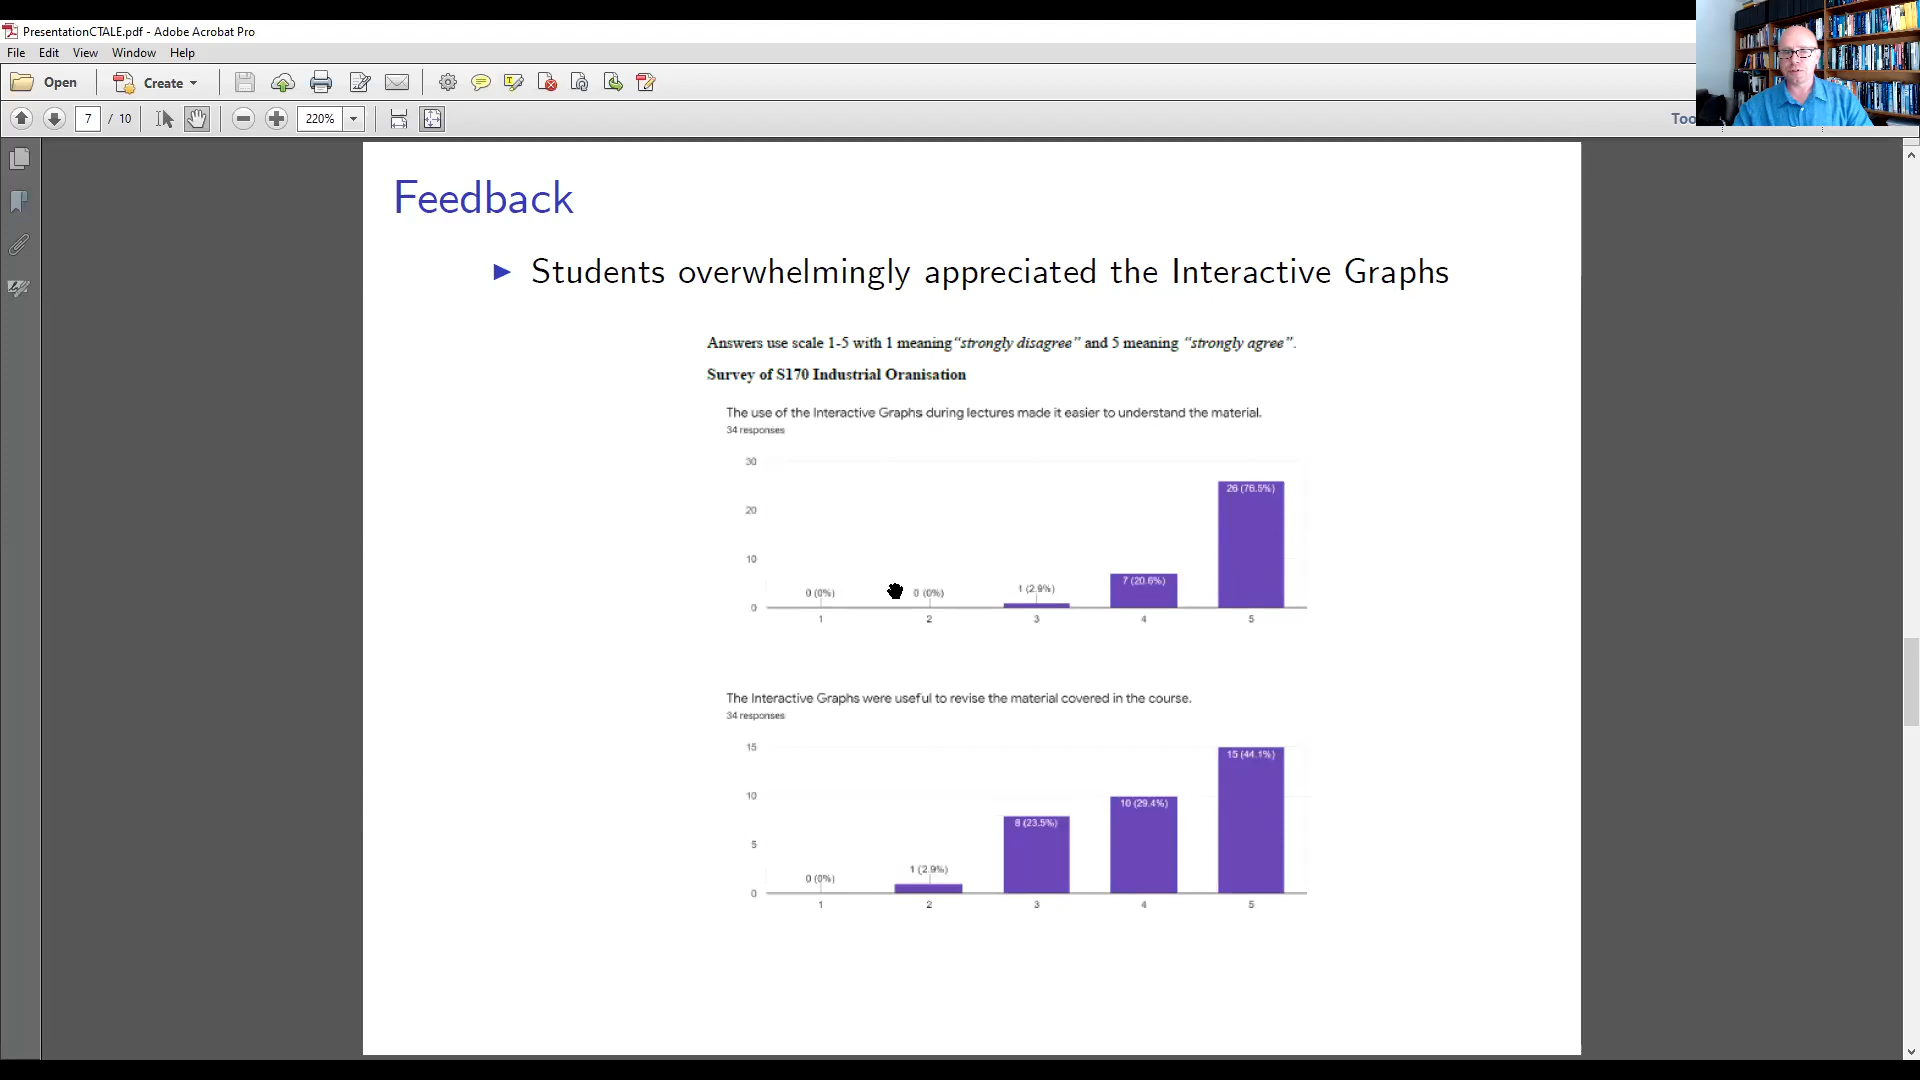 PresentationCTALE.pdf - Adobe Acrobat Pro
File Edit View Window Help
Open Create
7 / 10 220% Too
Feedback
Students overwhelmingly appreciated the Interactive Graphs
Answers use scale 1-5 with 1 meaning“strongly disagree” and 5 meaning “strongly agree”.
Survey of S170 Industrial Oranisation
The use of the Interactive Graphs during lectures made it easier to understand the material.
34 responses
30
20
10
0
0 (0%) 0 (0%) 1 (2.9%) 7 (20.6%) 26 (76.5%)
1 2 3 4 5
The Interactive Graphs were useful to revise the material covered in the course.
34 responses
15
10
5
0
0 (0%) 1 (2.9%) 8 (23.5%) 10 (29.4%) 15 (44.1%)
1 2 3 4 5